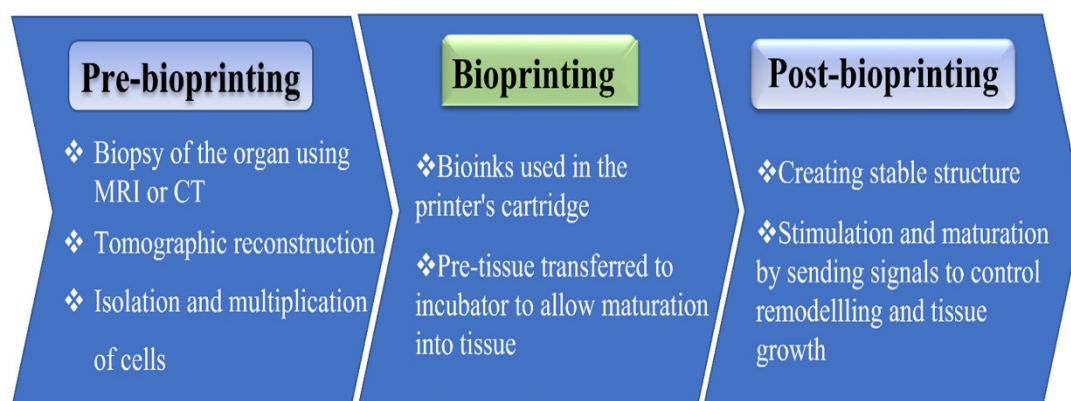 Pre-bioprinting
❖ Biopsy of the organ using
MRI or CT
❖ Tomographic reconstruction
❖ Isolation and multiplication
of cells
Bioprinting
❖Bioinks used in the
printer's cartridge
❖Pre-tissue transferred to
incubator to allow maturation
into tissue
Post-bioprinting
❖Creating stable structure
❖Stimulation and maturation
by sending signals to control
remodellling and tissue
growth